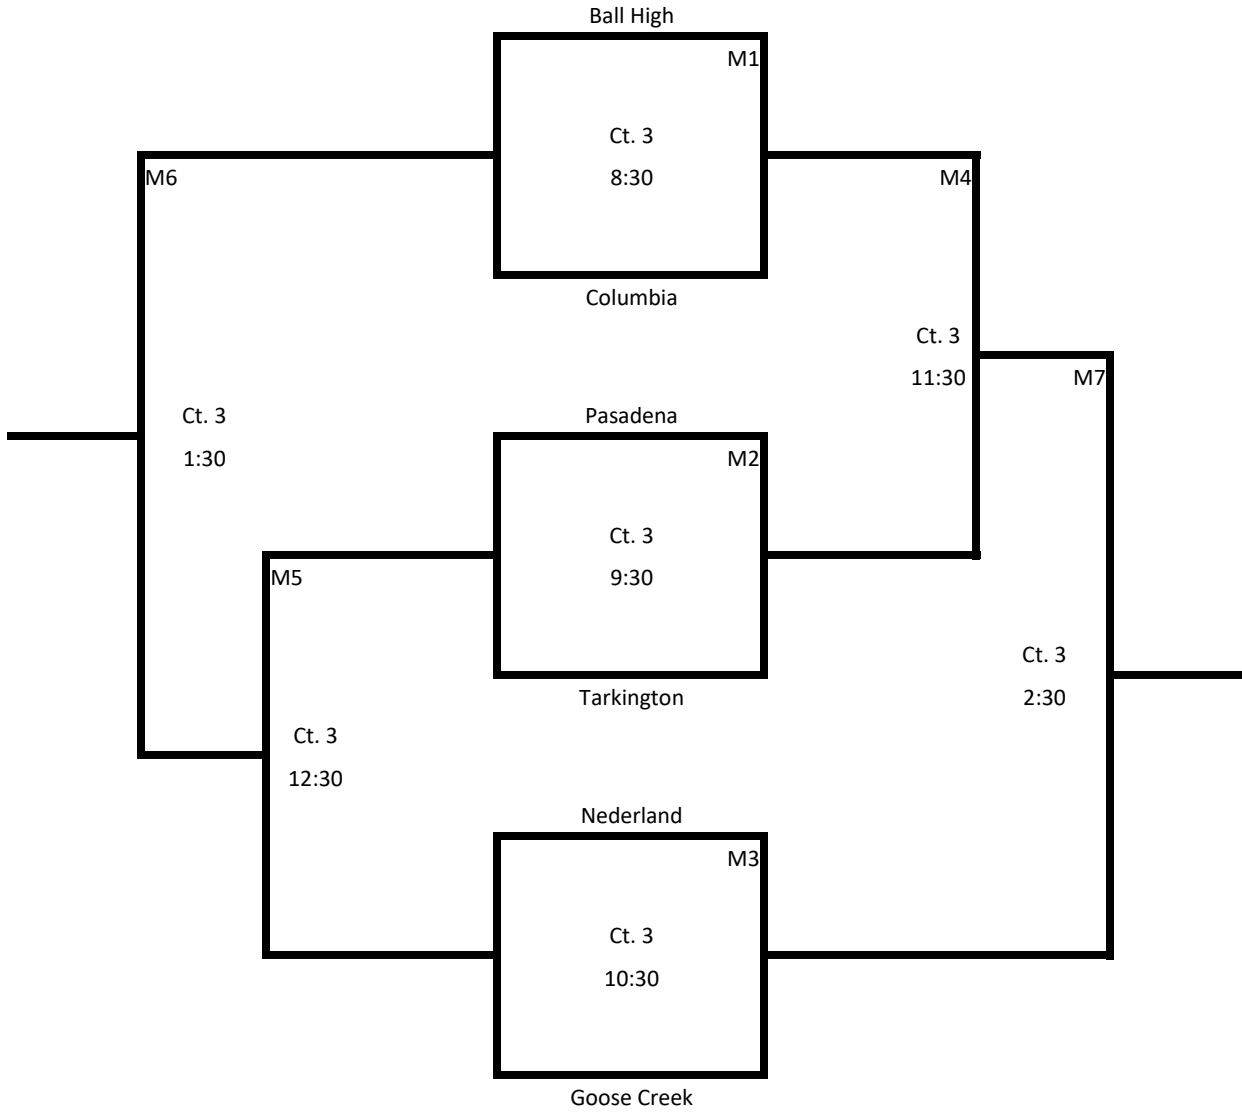 Ball High
M1
Ct. 3
8:30
M6
M4
Columbia
Ct. 3
11:30
M7
Ct. 3
1:30
Pasadena
M2
Ct. 3
9:30
M5
Ct. 3
2:30
Tarkington
Ct. 3
12:30
Nederland
M3
Ct. 3
10:30
Goose Creek